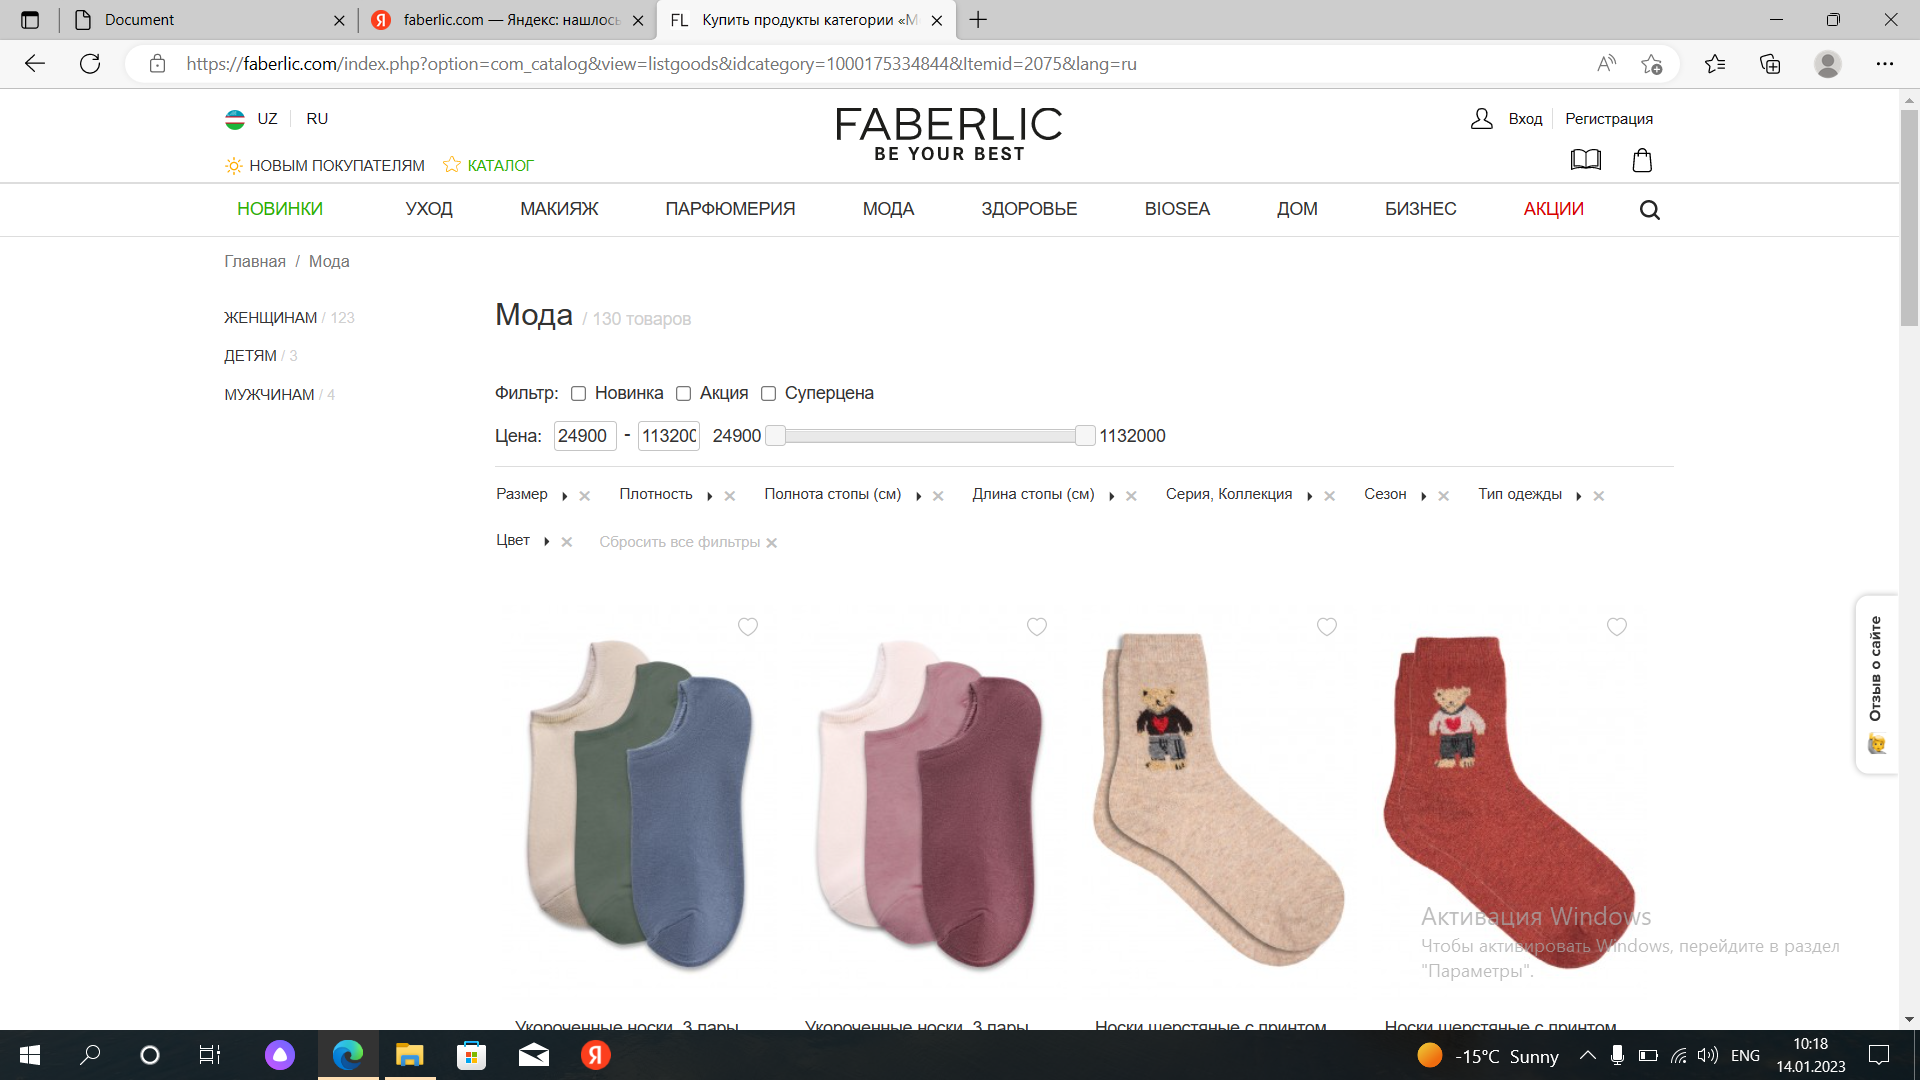 Document
faberlic.com — Яндекс: нашлось
FL Купить продукты категории «М
https://faberlic.com/index.php?option=com_catalog&view=listgoods&idcategory=1000175334844&Itemid=2075&lang=ru
UZ RU
FABERLIC
BE YOUR BEST
Вход Регистрация
НОВЫМ ПОКУПАТЕЛЯМ КАТАЛОГ
НОВИНКИ УХОД МАКИЯЖ ПАРФЮМЕРИЯ МОДА ЗДОРОВЬЕ BIOSEA ДОМ БИЗНЕС АКЦИИ
Главная / Мода
ЖЕНЩИНАМ / 123
ДЕТЯМ / 3
МУЖЧИНАМ / 4
Мода / 130 товаров
Фильтр: Новинка Акция Суперцена
Цена: 24900 - 113200 24900 1132000
Размер Плотность Полнота стопы (см) Длина стопы (см) Серия, Коллекция Сезон Тип одежды
Цвет Сбросить все фильтры
Отзыв о сайте
Активация Windows
Чтобы активировать Windows, перейдите в раздел
"Параметры".
Укороченные носки, 3 пары Укороченные носки, 3 пары Носки шерстяные с принтом Носки шерстяные с принтом
-15°C Sunny
ENG
10:18
14.01.2023